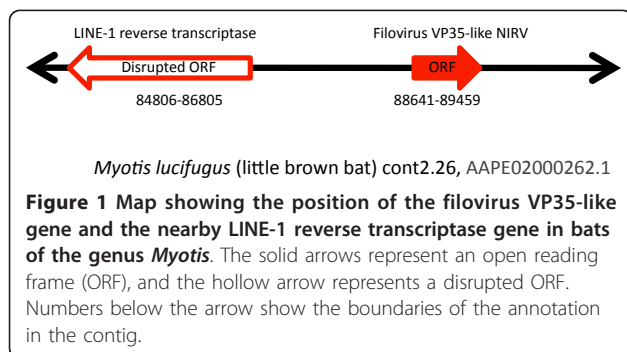 LINE-1 reverse transcriptase Filovirus VP35-like NIRV
Disrupted ORF ORF
84806-86805 88641-89459
Myotis lucifugus (little brown bat) cont2.26, AAPE02000262.1
Figure 1 Map showing the position of the filovirus VP35-like
gene and the nearby LINE-1 reverse transcriptase gene in bats
of the genus Myotis. The solid arrows represent an open reading
frame (ORF), and the hollow arrow represents a disrupted ORF.
Numbers below the arrow show the boundaries of the annotation
in the contig.